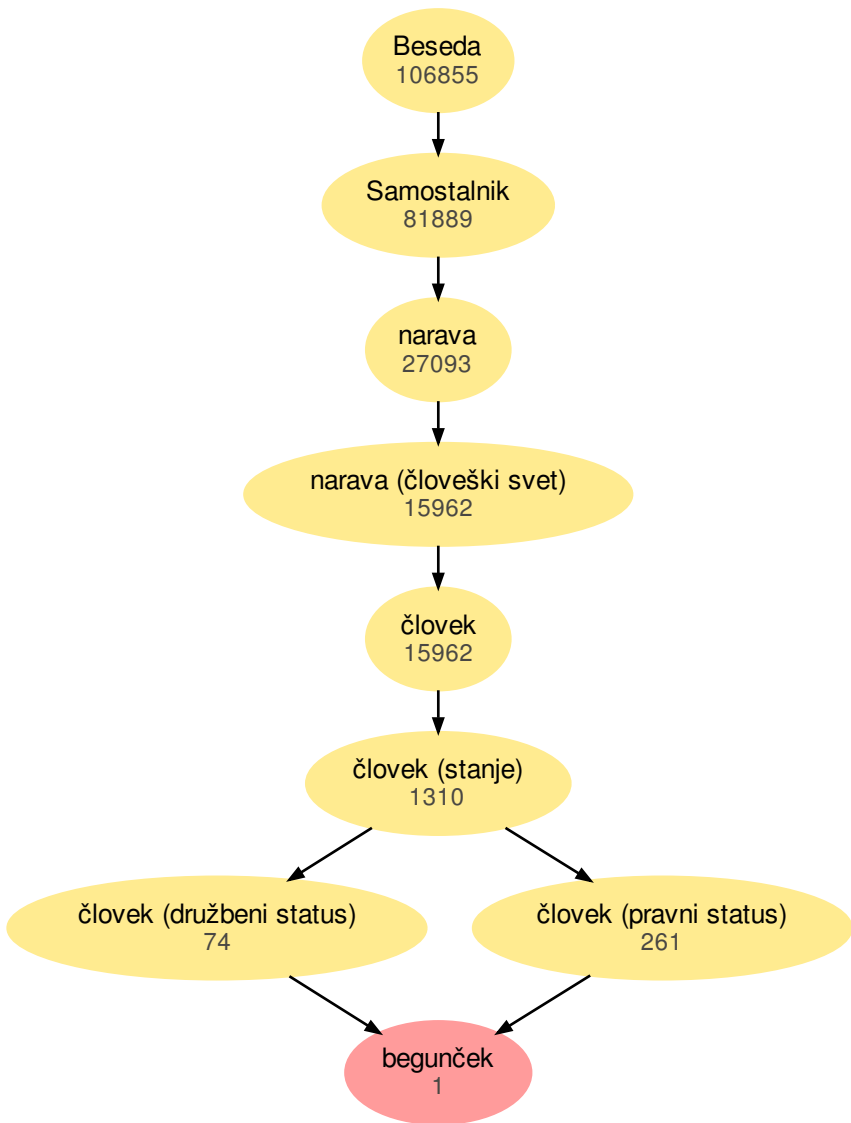 Beseda
106855
Samostalnik
81889
narava
27093
narava (človeški svet)
15962
človek
15962
človek (stanje)
1310
človek (družbeni status)
74
človek (pravni status)
261
begunček
1